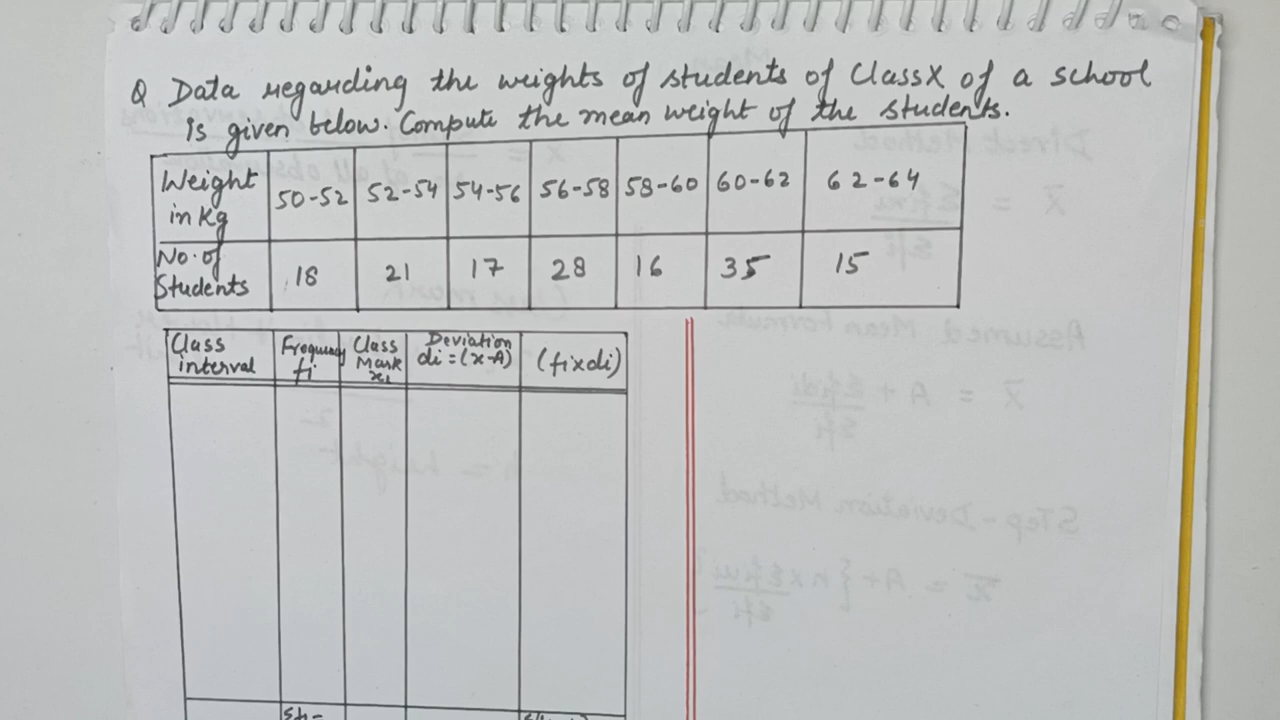 Q Data regarding the weights of students of Class X of a school
is given below. Compute the mean weight of the students.
Weight in Kg 50-52 52-54 54-56 56-58 58-60 60-62 62-64
No. of Students 18 21 17 28 16 35 15
Class interval Frequency fi Class Mark xi Deviation di = (x-A) (fixdi)